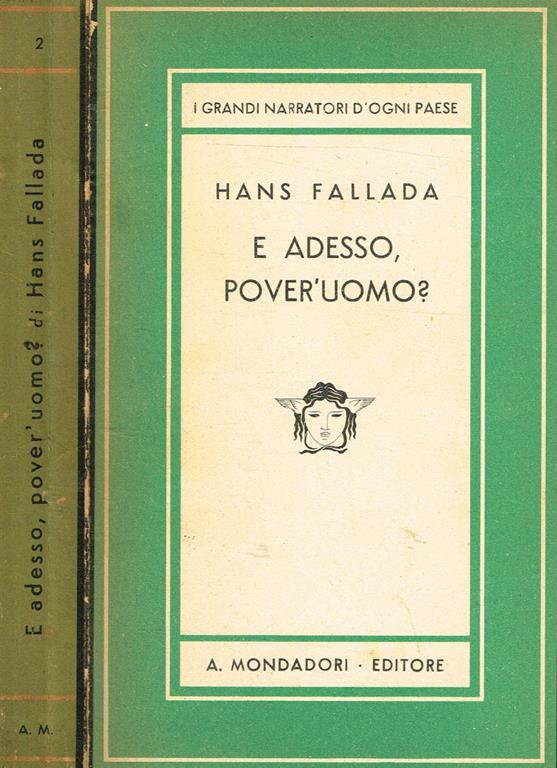 2
E adesso, pover'uomo? di Hans Fallada
A. M.
I GRANDI NARRATORI D'OGNI PAESE
HANS FALLADA
E ADESSO,
POVER'UOMO?
A. MONDADORI · EDITORE